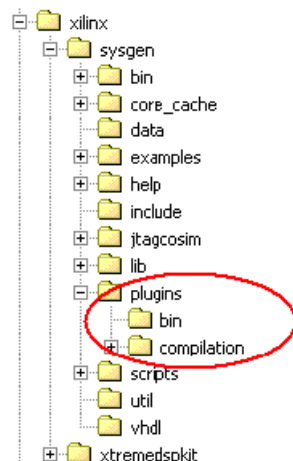 xilinx
sysgen
bin
core_cache
data
examples
help
include
jtagcosim
lib
plugins
bin
compilation
scripts
util
vhdl
xtremedspkit